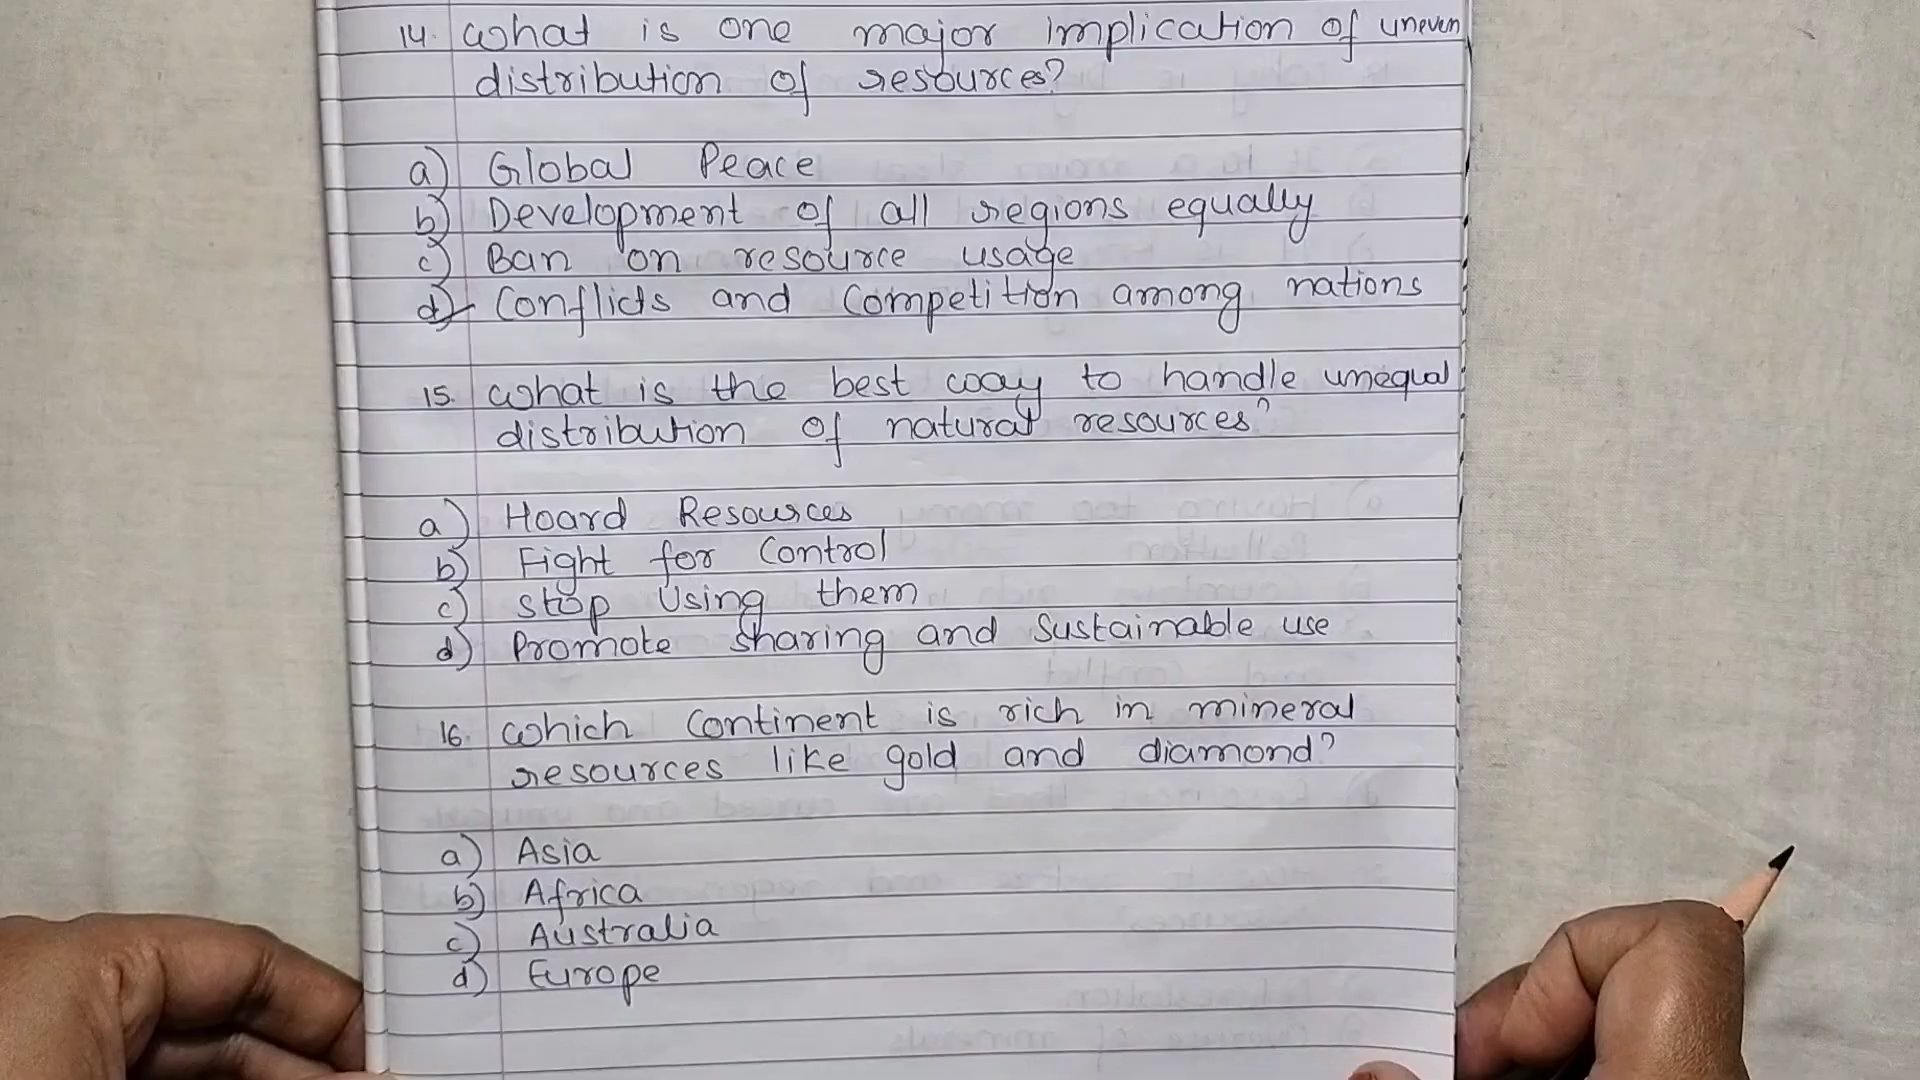 14. What is one major implication of uneven
distribution of resources?
a) Global Peace
b) Development of all regions equally
c) Ban on resource usage
d) Conflicts and Competition among nations
15. What is the best way to handle unequal
distribution of natural resources?
a) Hoard Resources
b) Fight for Control
c) Stop Using them
d) Promote sharing and Sustainable use
16. Which Continent is rich in mineral
resources like gold and diamond?
a) Asia
b) Africa
c) Australia
d) Europe